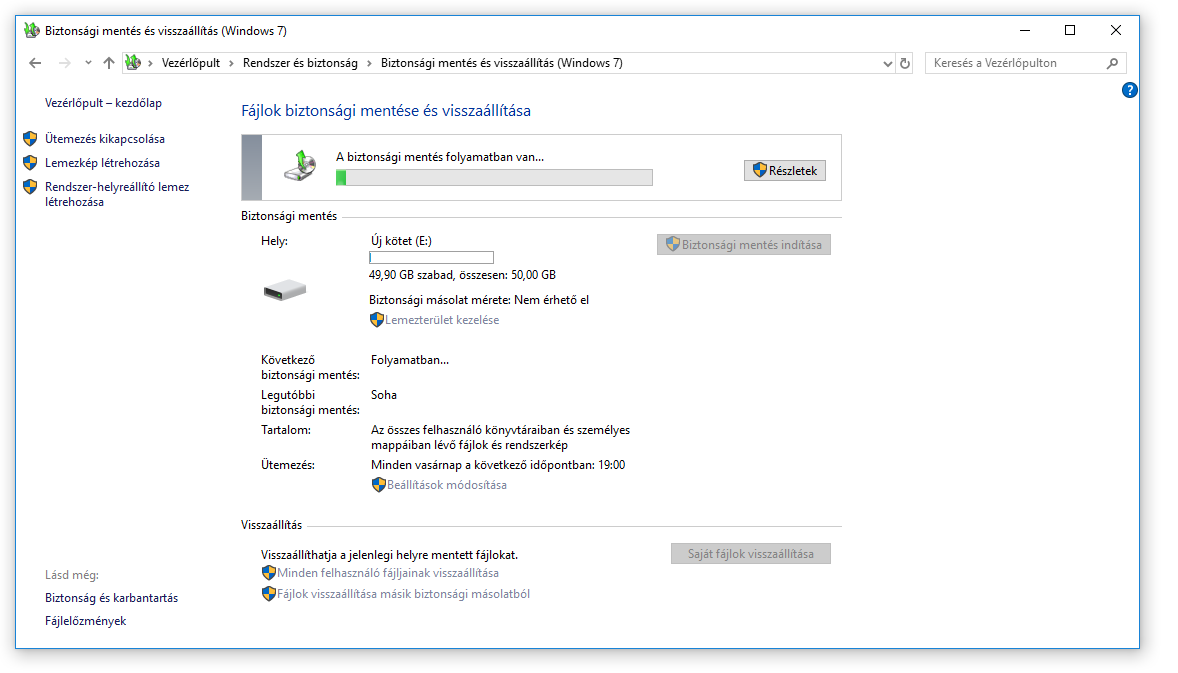 Biztonsági mentés és visszaállítás (Windows 7)
Vezérlőpult > Rendszer és biztonság > Biztonsági mentés és visszaállítás (Windows 7)
Keresés a Vezérlőpulton
?
Vezérlőpult – kezdőlap
Ütemezés kikapcsolása
Lemezkép létrehozása
Rendszer-helyreállító lemez
létrehozása
Fájlok biztonsági mentése és visszaállítása
A biztonsági mentés folyamatban van...
Részletek
Biztonsági mentés
Hely:
Új kötet (E:)
Biztonsági mentés indítása
49,90 GB szabad, összesen: 50,00 GB
Biztonsági másolat mérete: Nem érhető el
Lemezterület kezelése
Következő
biztonsági mentés:
Folyamatban...
Legutóbbi
biztonsági mentés:
Soha
Tartalom:
Az összes felhasználó könyvtáraiban és személyes
mappáiban lévő fájlok és rendszerkép
Ütemezés:
Minden vasárnap a következő időpontban: 19:00
Beállítások módosítása
Visszaállítás
Visszaállíthatja a jelenlegi helyre mentett fájlokat.
Saját fájlok visszaállítása
Minden felhasználó fájljainak visszaállítása
Fájlok visszaállítása másik biztonsági másolatból
Lásd még:
Biztonság és karbantartás
Fájlelőzmények